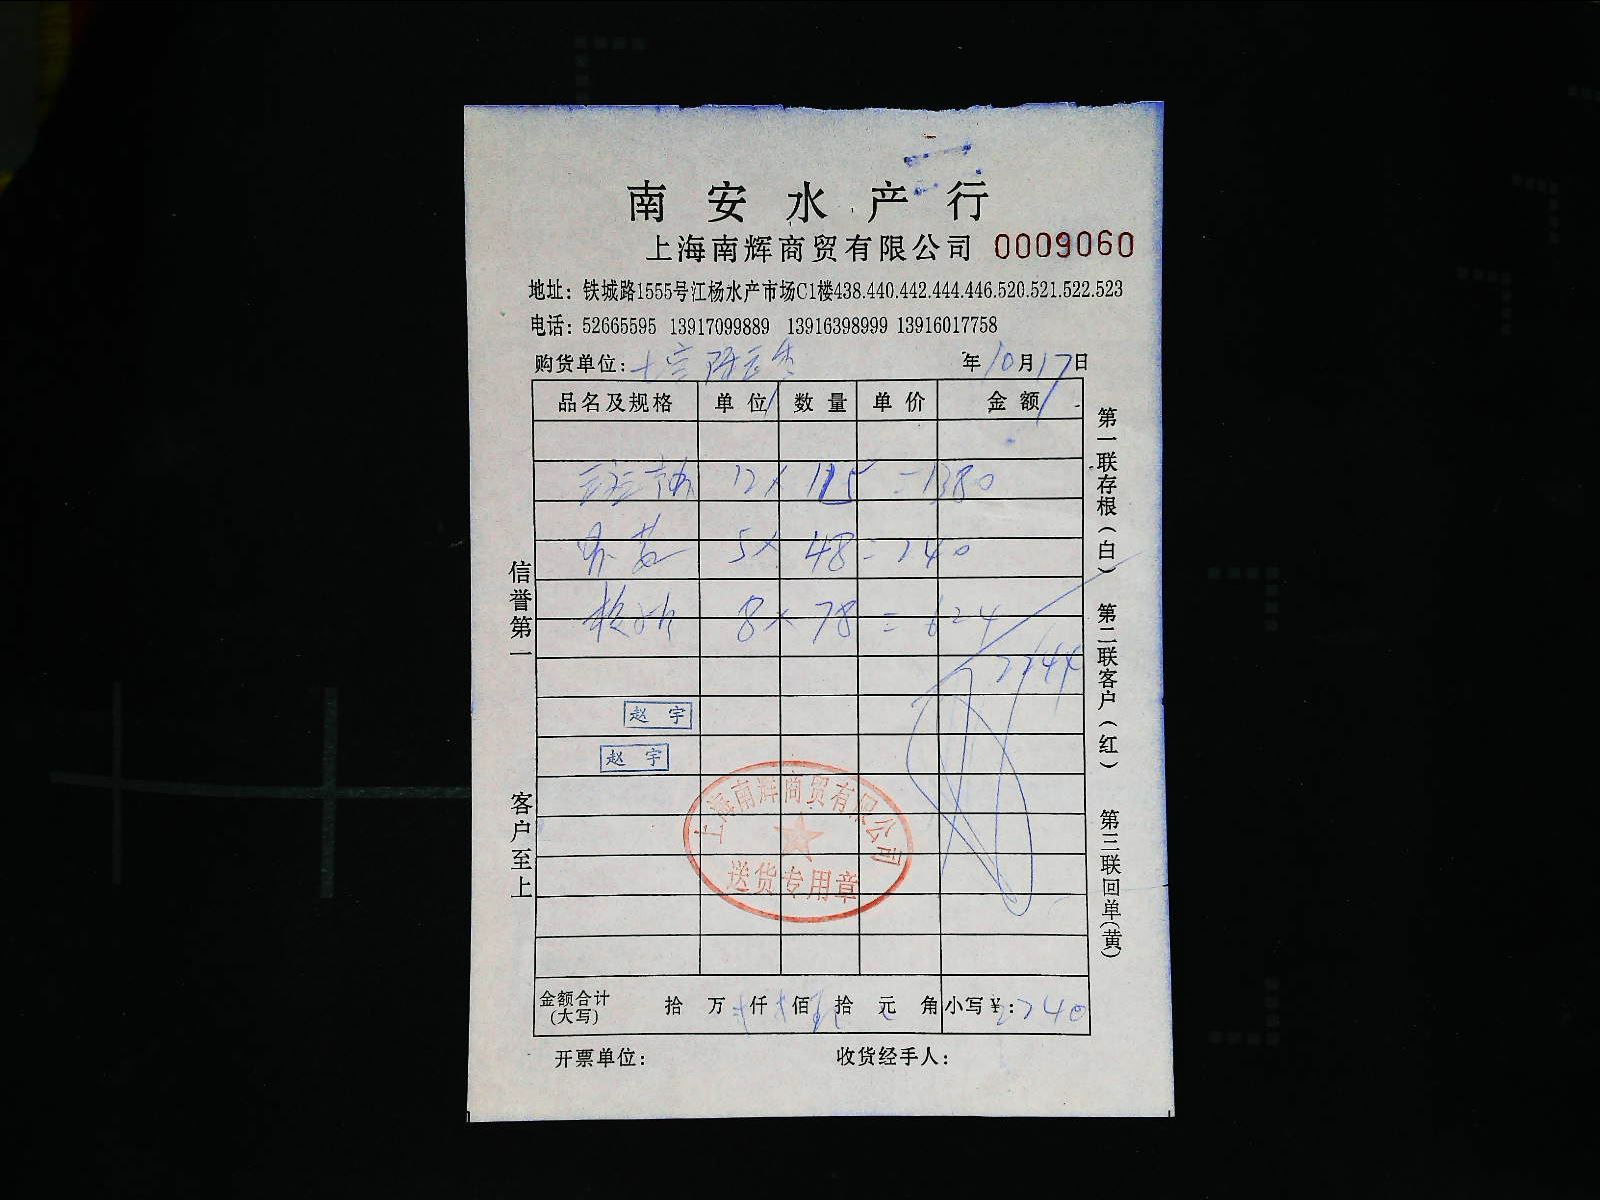 南安水产行
上海南辉商贸有限公司 0009060
地址：铁城路1555号江杨水产市场C1楼438.440.442.444.446.520.521.522.523
电话：52665595 13917099889 13916398999 13916017758
购货单位： 年10月17日
品名及规格 单位 数量 单价 金额
12 × 115 = 1380
5 × 48 = 240
8 × 78 = 624
2244
赵宇
赵宇
上海南辉商贸有限公司
送货专用章
金额合计(大写) 拾 万 仟 佰 拾 元 角 小写￥：2240
开票单位： 收货经手人：
信誉第一
客户至上
第一联存根（白）
第二联客户（红）
第三联回单（黄）